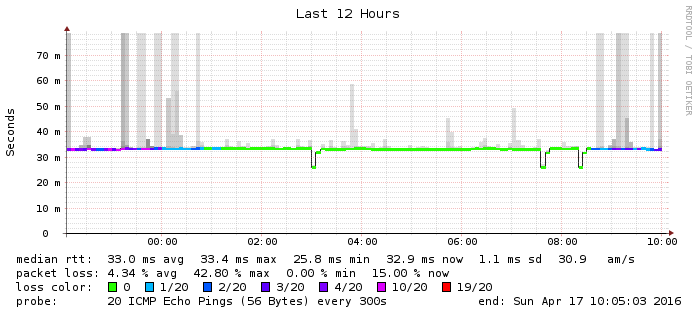 Last 12 Hours
RRDTOOL / TOBI OETIKER
Seconds
70 m
60 m
50 m
40 m
30 m
20 m
10 m
0
00:00 02:00 04:00 06:00 08:00 10:00
median rtt: 33.0 ms avg 33.4 ms max 25.8 ms min 32.9 ms now 1.1 ms sd 30.9 am/s
packet loss: 4.34 % avg 42.80 % max 0.00 % min 15.00 % now
loss color: 0 1/20 2/20 3/20 4/20 10/20 19/20
probe: 20 ICMP Echo Pings (56 Bytes) every 300s end: Sun Apr 17 10:05:03 2016